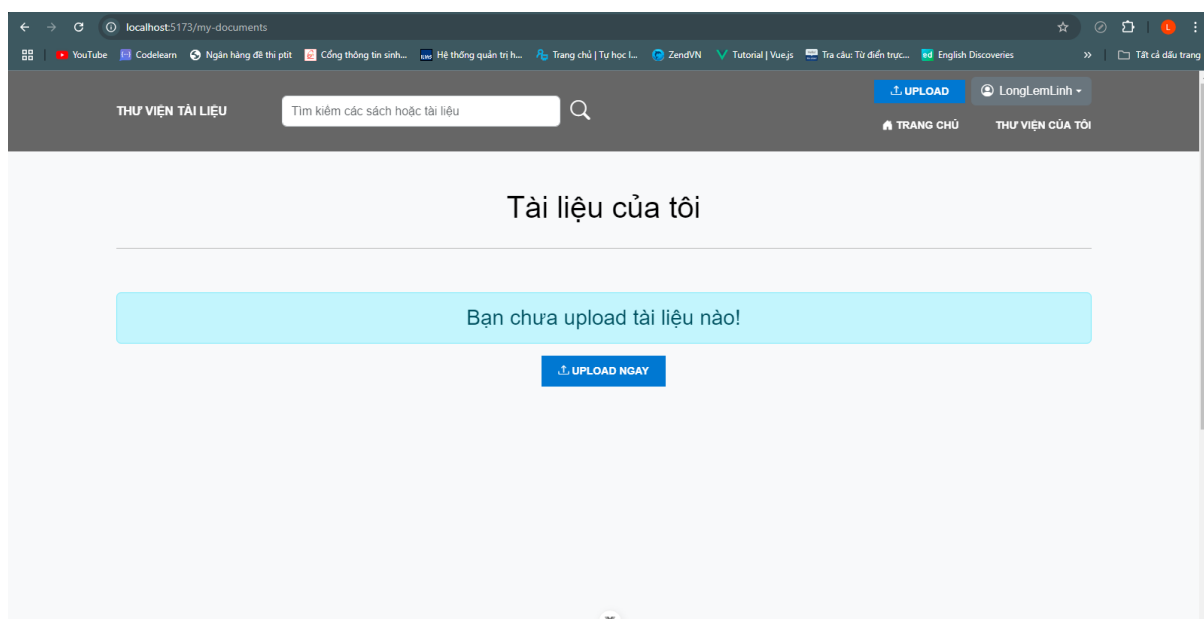 localhost:5173/my-documents
YouTube Codelearn Ngân hàng đề thi ptit Cổng thông tin sinh... Hệ thống quản trị h... Trang chủ | Tự học l... ZendVN Tutorial | Vue.js Tra câu: Từ điển trực... English Discoveries » Tất cả dấu trang
UPLOAD LongLemLinh
THƯ VIỆN TÀI LIỆU Tìm kiếm các sách hoặc tài liệu
TRANG CHỦ THƯ VIỆN CỦA TÔI
Tài liệu của tôi
Bạn chưa upload tài liệu nào!
UPLOAD NGAY